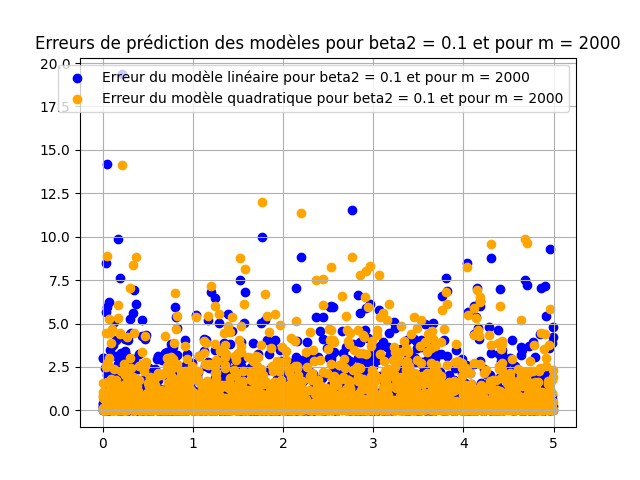 Erreurs de prédiction des modèles pour beta2 = 0.1 et pour m = 2000
20.0
Erreur du modèle linéaire pour beta2 = 0.1 et pour m = 2000
Erreur du modèle quadratique pour beta2 = 0.1 et pour m = 2000
17.5
15.0
12.5
10.0
7.5
5.0
2.5
0.0
0 1 2 3 4 5